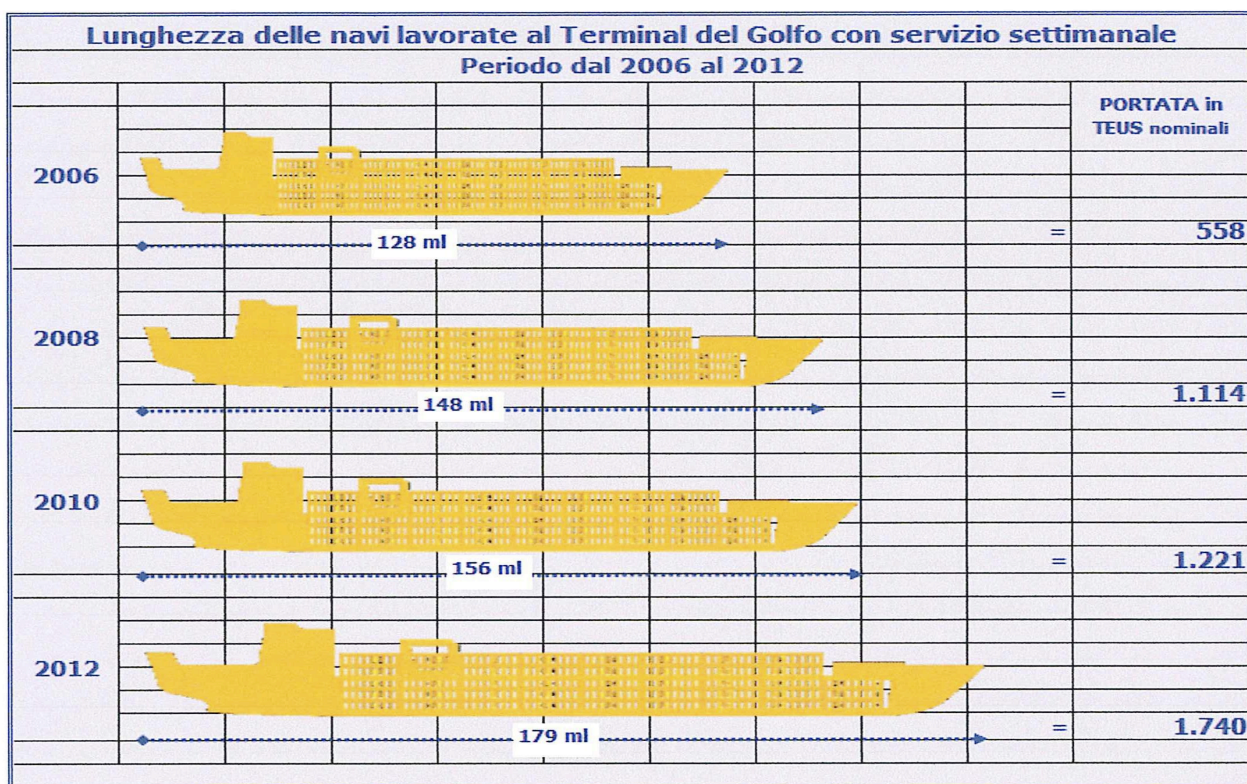 Lunghezza delle navi lavorate al Terminal del Golfo con servizio settimanale
Periodo dal 2006 al 2012
PORTATA in
TEUS nominali
2006
128 ml
= 558
2008
148 ml
= 1.114
2010
156 ml
= 1.221
2012
179 ml
= 1.740